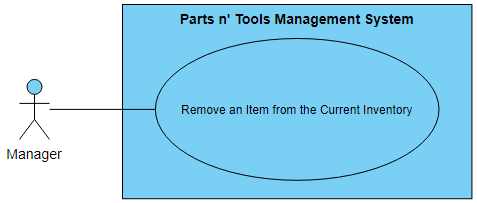 Parts n' Tools Management System
Remove an Item from the Current Inventory
Manager